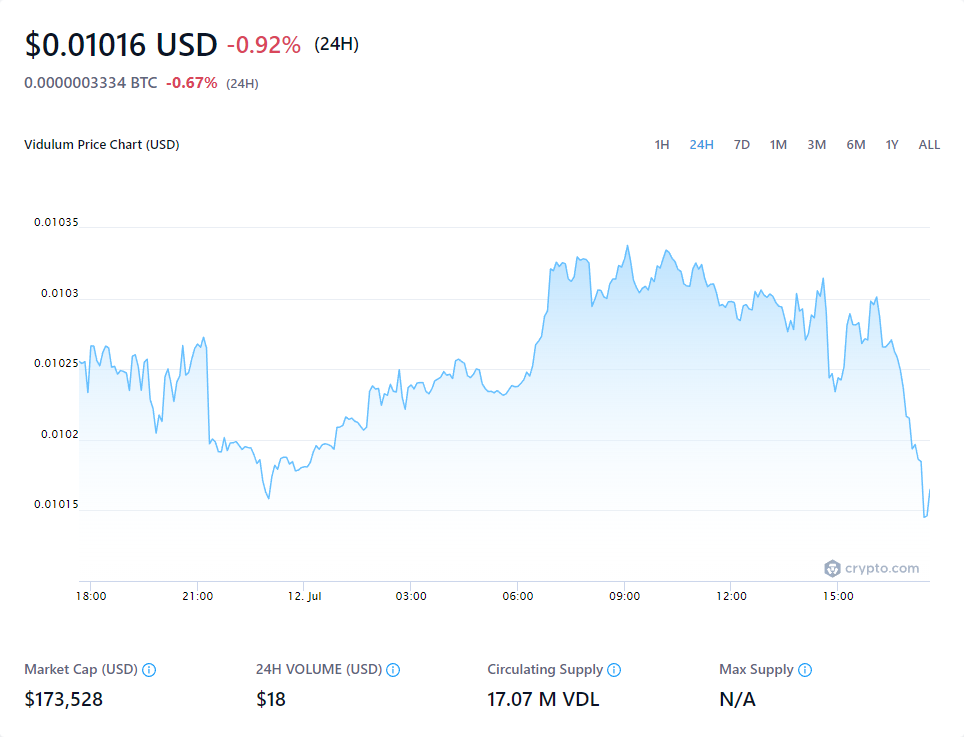 $0.01016 USD -0.92% (24H)
0.0000003334 BTC -0.67% (24H)
Vidulum Price Chart (USD) 1H 24H 7D 1M 3M 6M 1Y ALL
0.01035
0.0103
0.01025
0.0102
0.01015
crypto.com
18:00 21:00 12. Jul 03:00 06:00 09:00 12:00 15:00
Market Cap (USD) 24H VOLUME (USD) Circulating Supply Max Supply
$173,528 $18 17.07 M VDL N/A